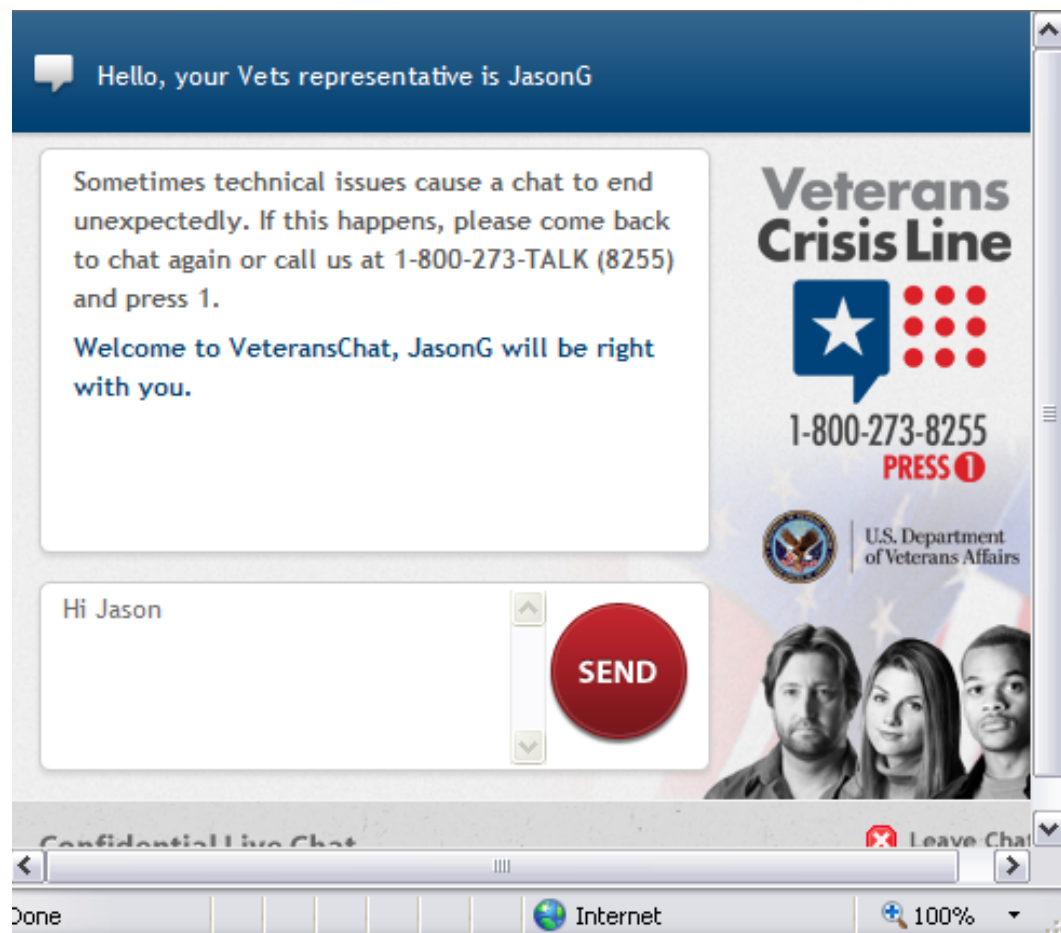 Hello, your Vets representative is JasonG
Sometimes technical issues cause a chat to end
unexpectedly. If this happens, please come back
to chat again or call us at 1-800-273-TALK (8255)
and press 1.
Welcome to VeteransChat, JasonG will be right
with you.
Veterans
Crisis Line
1-800-273-8255
PRESS 1
U.S. Department
of Veterans Affairs
Hi Jason
SEND
Confidential Live Chat
Leave Chat
Done
Internet
100%